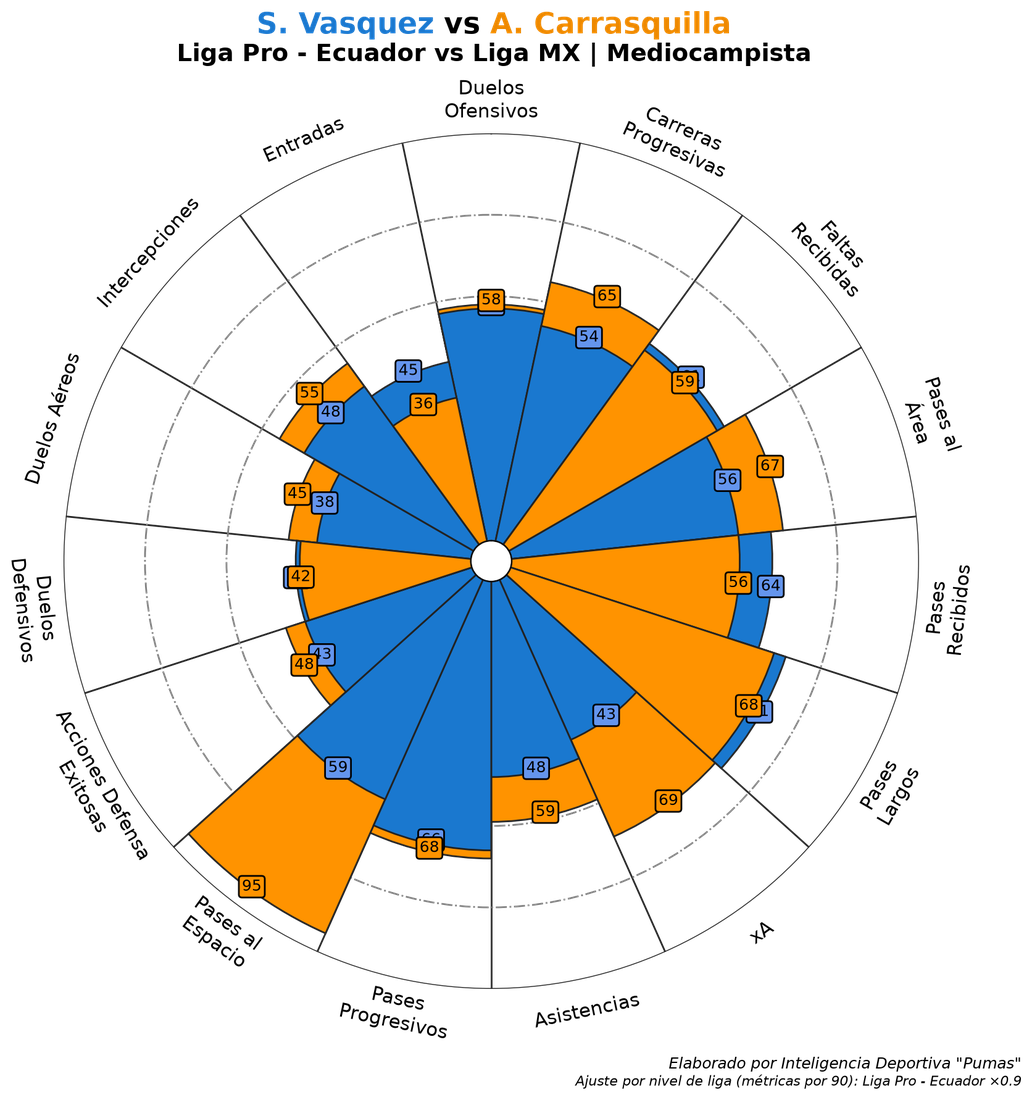 S. Vasquez vs A. Carrasquilla
Liga Pro - Ecuador vs Liga MX | Mediocampista
Duelos
Ofensivos
Carreras
Progresivas
Faltas
Recibidas
Pases al
Área
Pases
Recibidos
Pases
Largos
xA
Asistencias
Pases
Progresivos
Pases al
Espacio
Acciones Defensa
Exitosas
Duelos
Defensivos
Duelos Aéreos
Intercepciones
Entradas
58
65
54
59
67
56
64
56
68
69
43
59
48
68
95
59
48
43
42
45
38
55
48
45
36
Elaborado por Inteligencia Deportiva "Pumas"
Ajuste por nivel de liga (métricas por 90): Liga Pro - Ecuador ×0.9